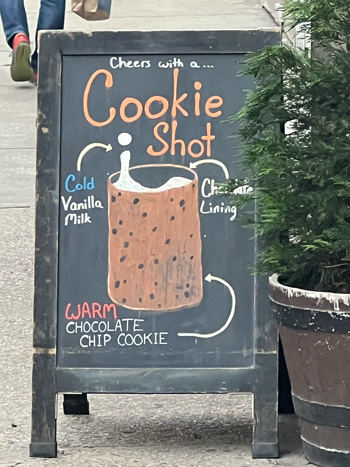 Cheers with a...
Cookie
Shot
Cold
Vanilla
Milk
Lining
WARM
CHOCOLATE
CHIP COOKIE